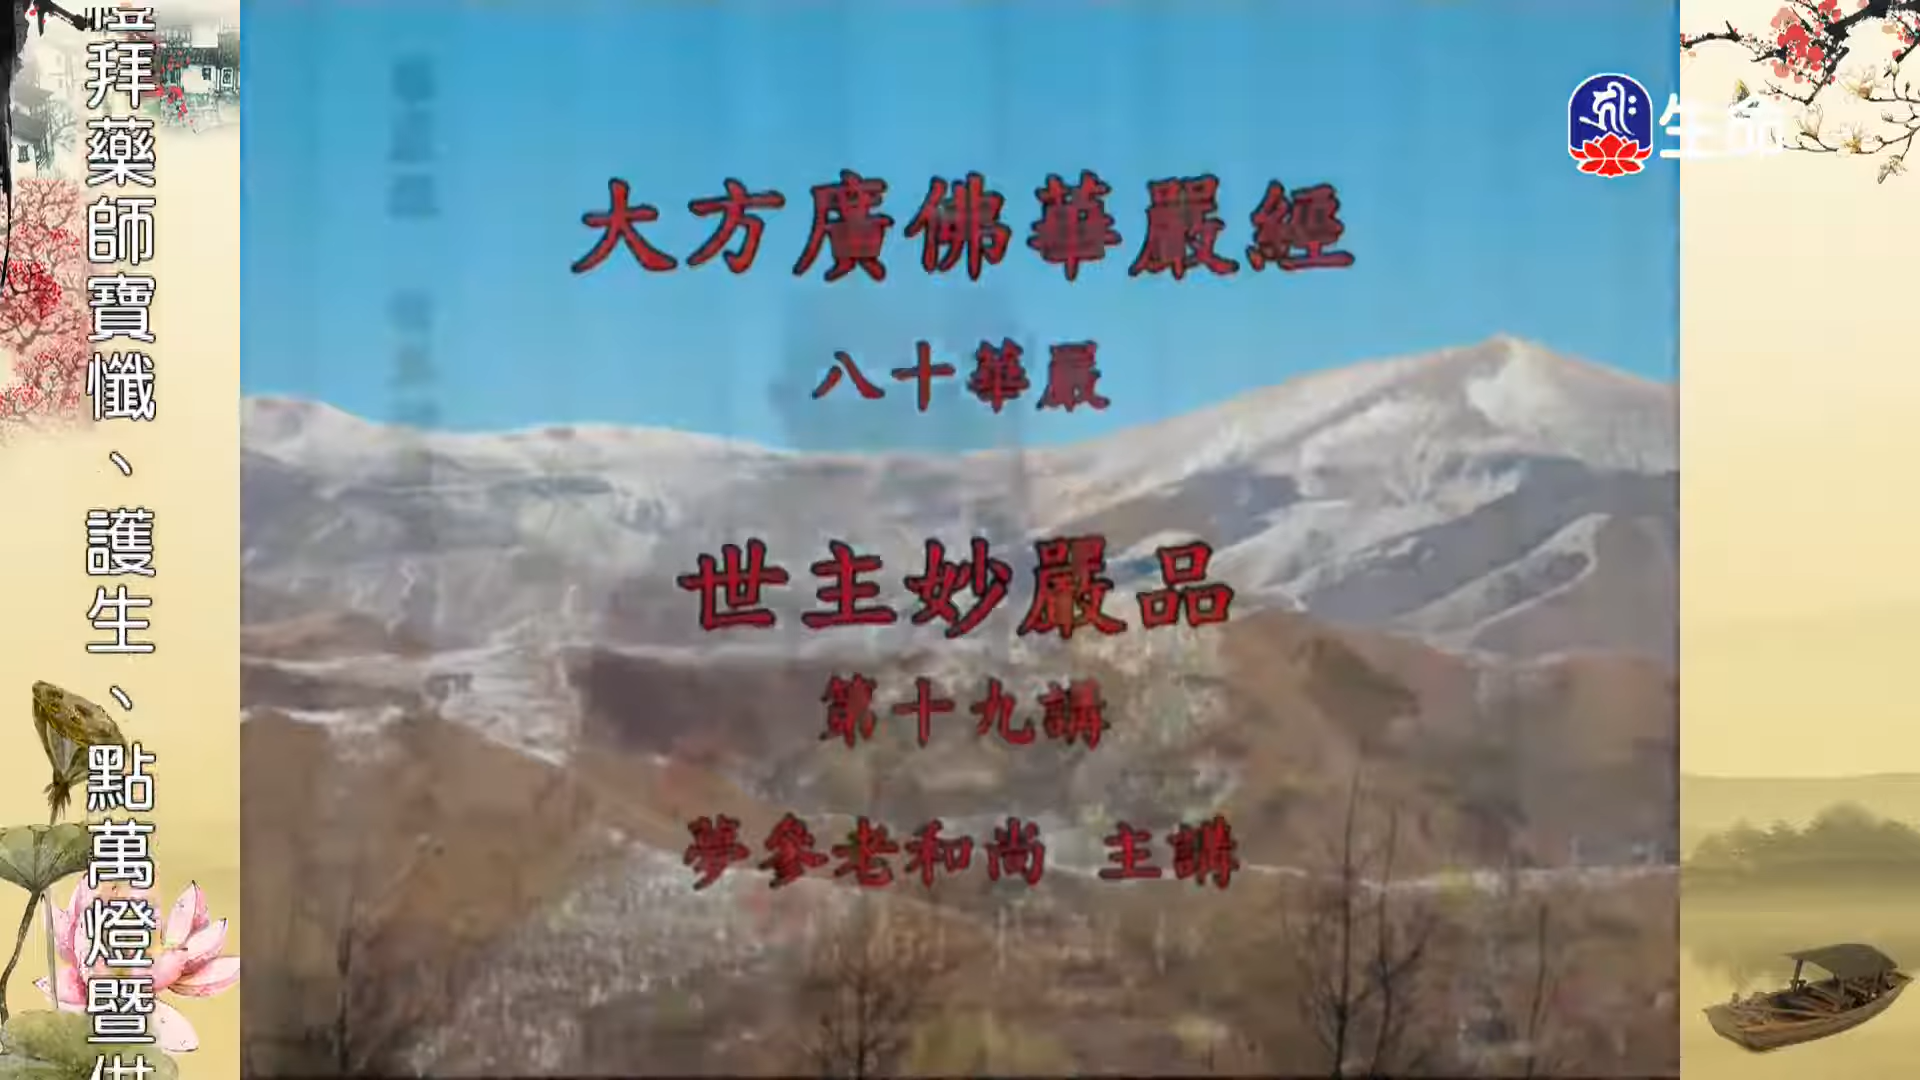 大方廣佛華嚴經
八十華嚴
世主妙嚴品
第十九講
夢參老和尚 主講
生命
拜藥師寶懺、護生、點萬燈暨供